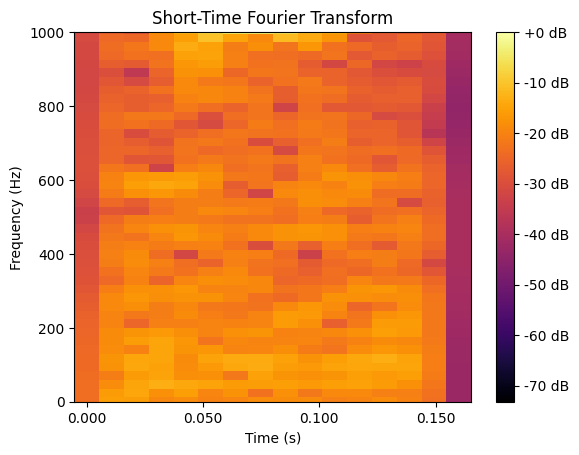 Short-Time Fourier Transform
1000
800
600
400
200
0
Frequency (Hz)
0.000
0.050
0.100
0.150
Time (s)
+0 dB
-10 dB
-20 dB
-30 dB
-40 dB
-50 dB
-60 dB
-70 dB